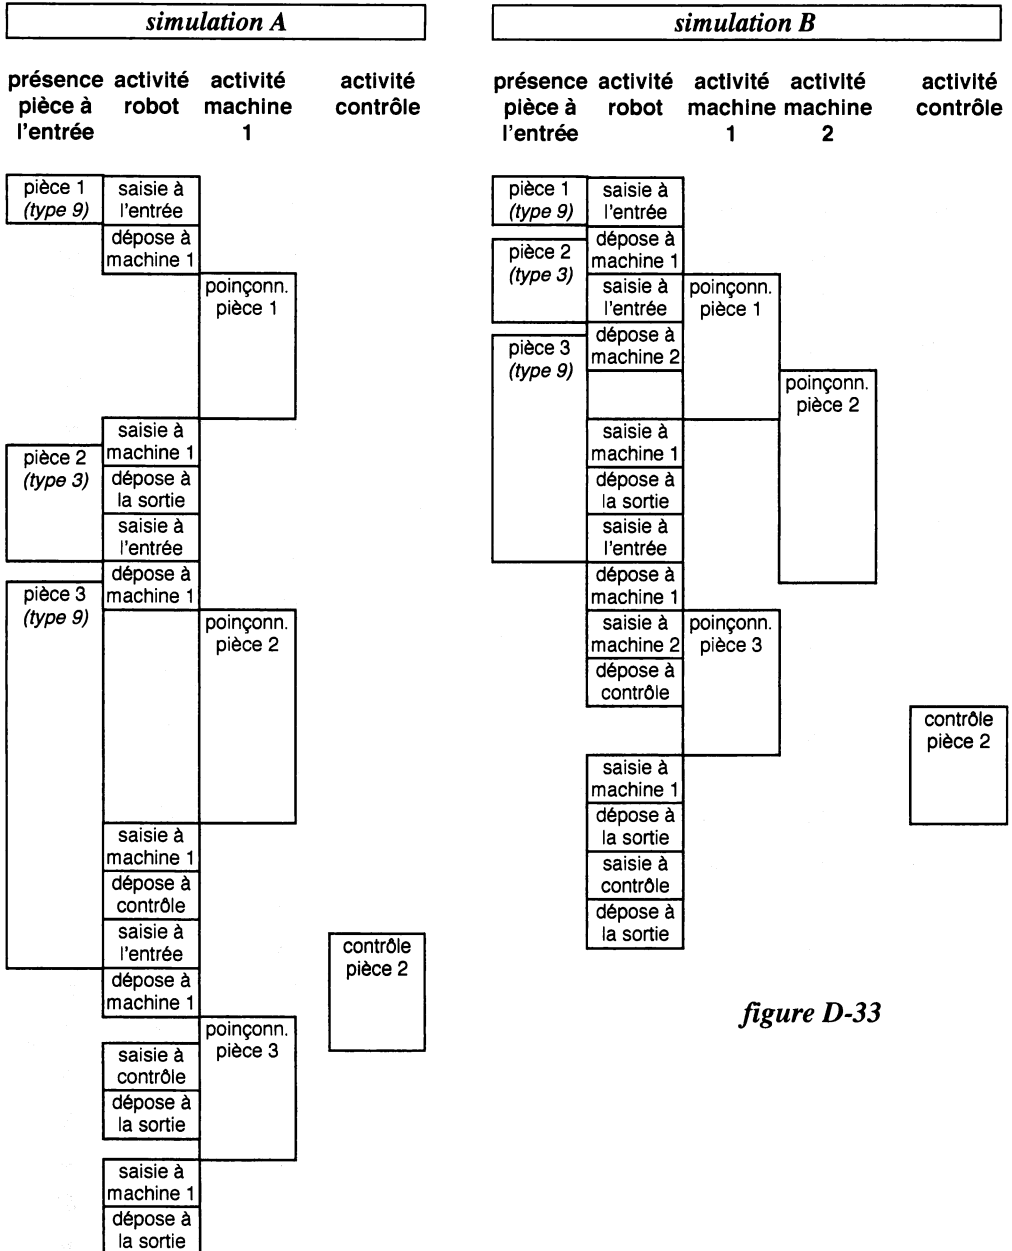 simulation A
présence
pièce à
l'entrée
activité
robot
activité
machine
1
activité
contrôle
pièce 1
(type 9)
saisie à
l'entrée
dépose à
machine 1
poinçonn.
pièce 1
saisie à
machine 1
pièce 2
(type 3)
dépose à
la sortie
saisie à
l'entrée
dépose à
machine 1
pièce 3
(type 9)
poinçonn.
pièce 2
saisie à
machine 1
dépose à
contrôle
saisie à
l'entrée
contrôle
pièce 2
dépose à
machine 1
poinçonn.
pièce 3
saisie à
contrôle
dépose à
la sortie
saisie à
machine 1
dépose à
la sortie
simulation B
présence
pièce à
l'entrée
activité
robot
activité
machine
1
activité
machine
2
activité
contrôle
pièce 1
(type 9)
saisie à
l'entrée
dépose à
machine 1
pièce 2
(type 3)
saisie à
l'entrée
poinçonn.
pièce 1
dépose à
machine 2
pièce 3
(type 9)
poinçonn.
pièce 2
saisie à
machine 1
dépose à
la sortie
saisie à
l'entrée
dépose à
machine 1
saisie à
machine 2
poinçonn.
pièce 3
dépose à
contrôle
contrôle
pièce 2
saisie à
machine 1
dépose à
la sortie
saisie à
contrôle
dépose à
la sortie
figure D-33